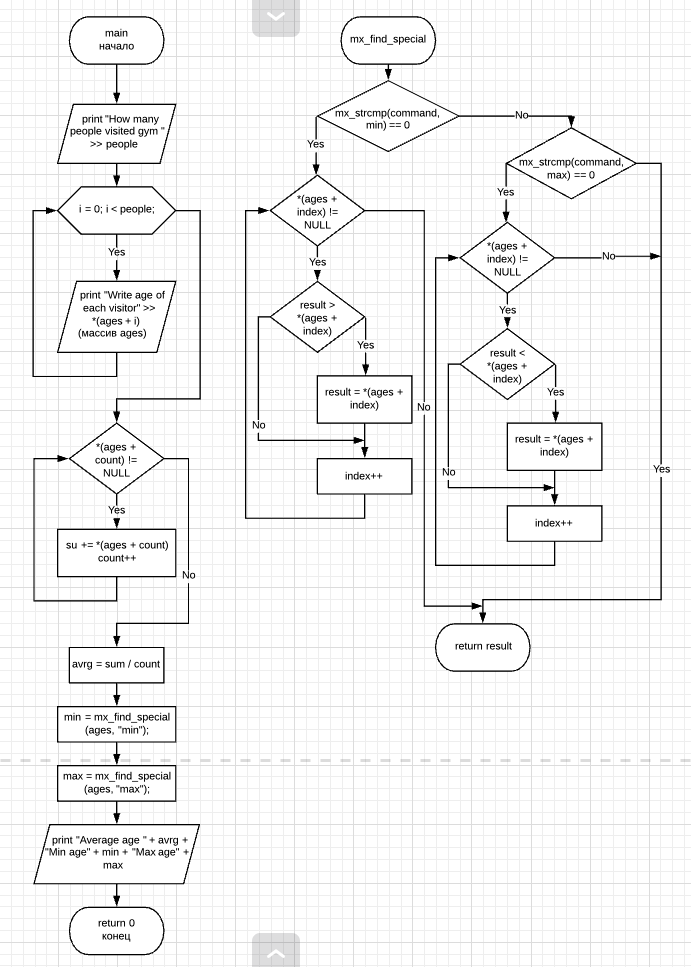 main
начало
print "How many
people visited gym "
>> people
i = 0; i < people;
Yes
print "Write age of
each visitor" >>
*(ages + i)
(массив ages)
*(ages +
count) !=
NULL
Yes
su += *(ages + count)
count++
No
avrg = sum / count
min = mx_find_special
(ages, "min");
max = mx_find_special
(ages, "max");
print "Average age " + avrg +
"Min age" + min + "Max age" +
max
return 0
конец
mx_find_special
mx_strcmp(command,
min) == 0
No
Yes
*(ages +
index) !=
NULL
Yes
result >
*(ages +
index)
Yes
result = *(ages +
index)
No
No
index++
mx_strcmp(command,
max) == 0
Yes
*(ages +
index) !=
NULL
No
Yes
result <
*(ages +
index)
Yes
result = *(ages +
index)
No
Yes
index++
return result